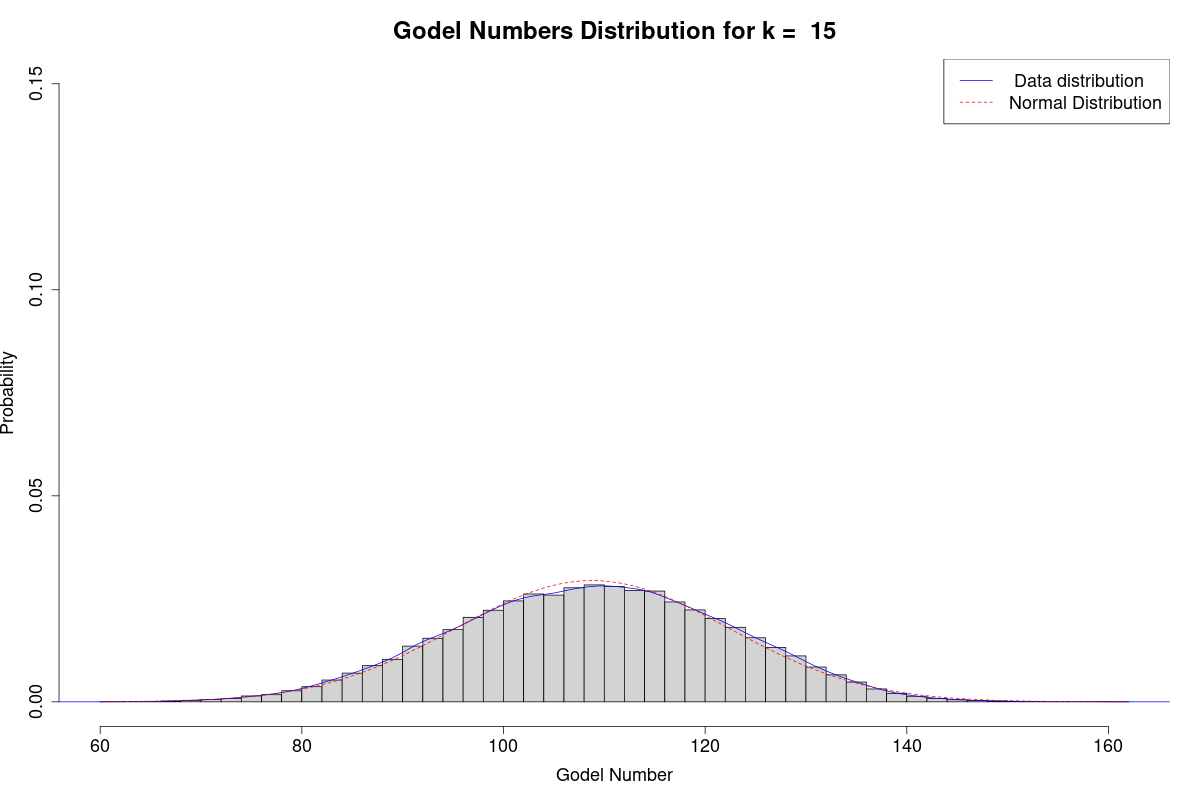 Godel Numbers Distribution for k =  15
Data distribution
Normal Distribution
Probability
0.15
0.10
0.05
0.00
60 80 100 120 140 160
Godel Number